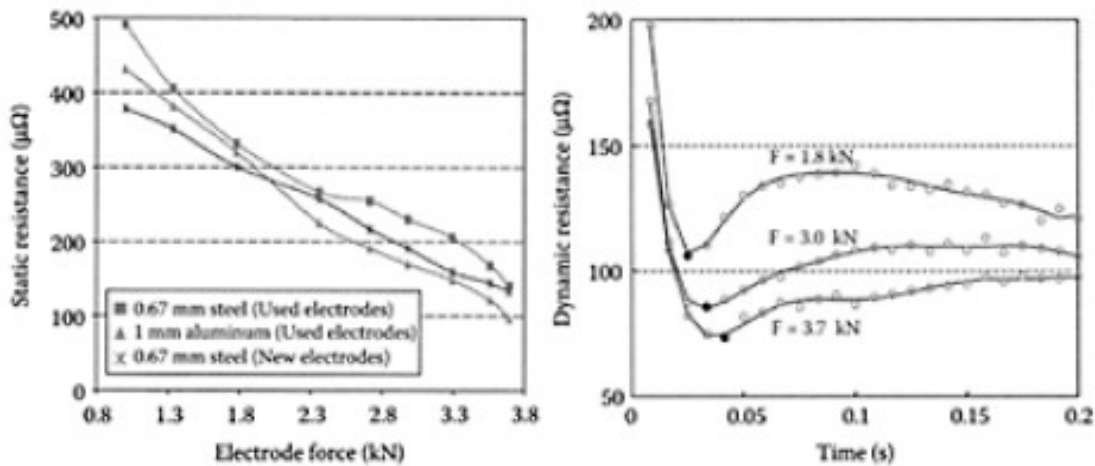 500
400
300
200
100
0
Static resistance (μΩ)
0.67 mm steel (Used electrodes)
1 mm aluminum (Used electrodes)
0.67 mm steel (New electrodes)
0.8 1.3 1.8 2.3 2.8 3.3 3.8
Electrode force (kN)
200
150
100
50
Dynamic resistance (μΩ)
F = 1.8 kN
F = 3.0 kN
F = 3.7 kN
0 0.05 0.1 0.15 0.2
Time (s)